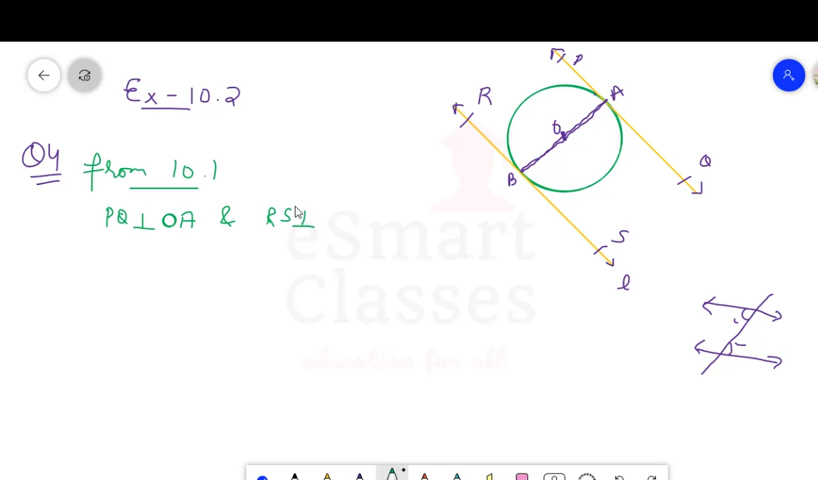 Ex-10.2
Q4 from 10.1
PQ ⊥ OA & RS ⊥
P
A
O
B
R
Q
S
l
eSmart
Classes
education for all